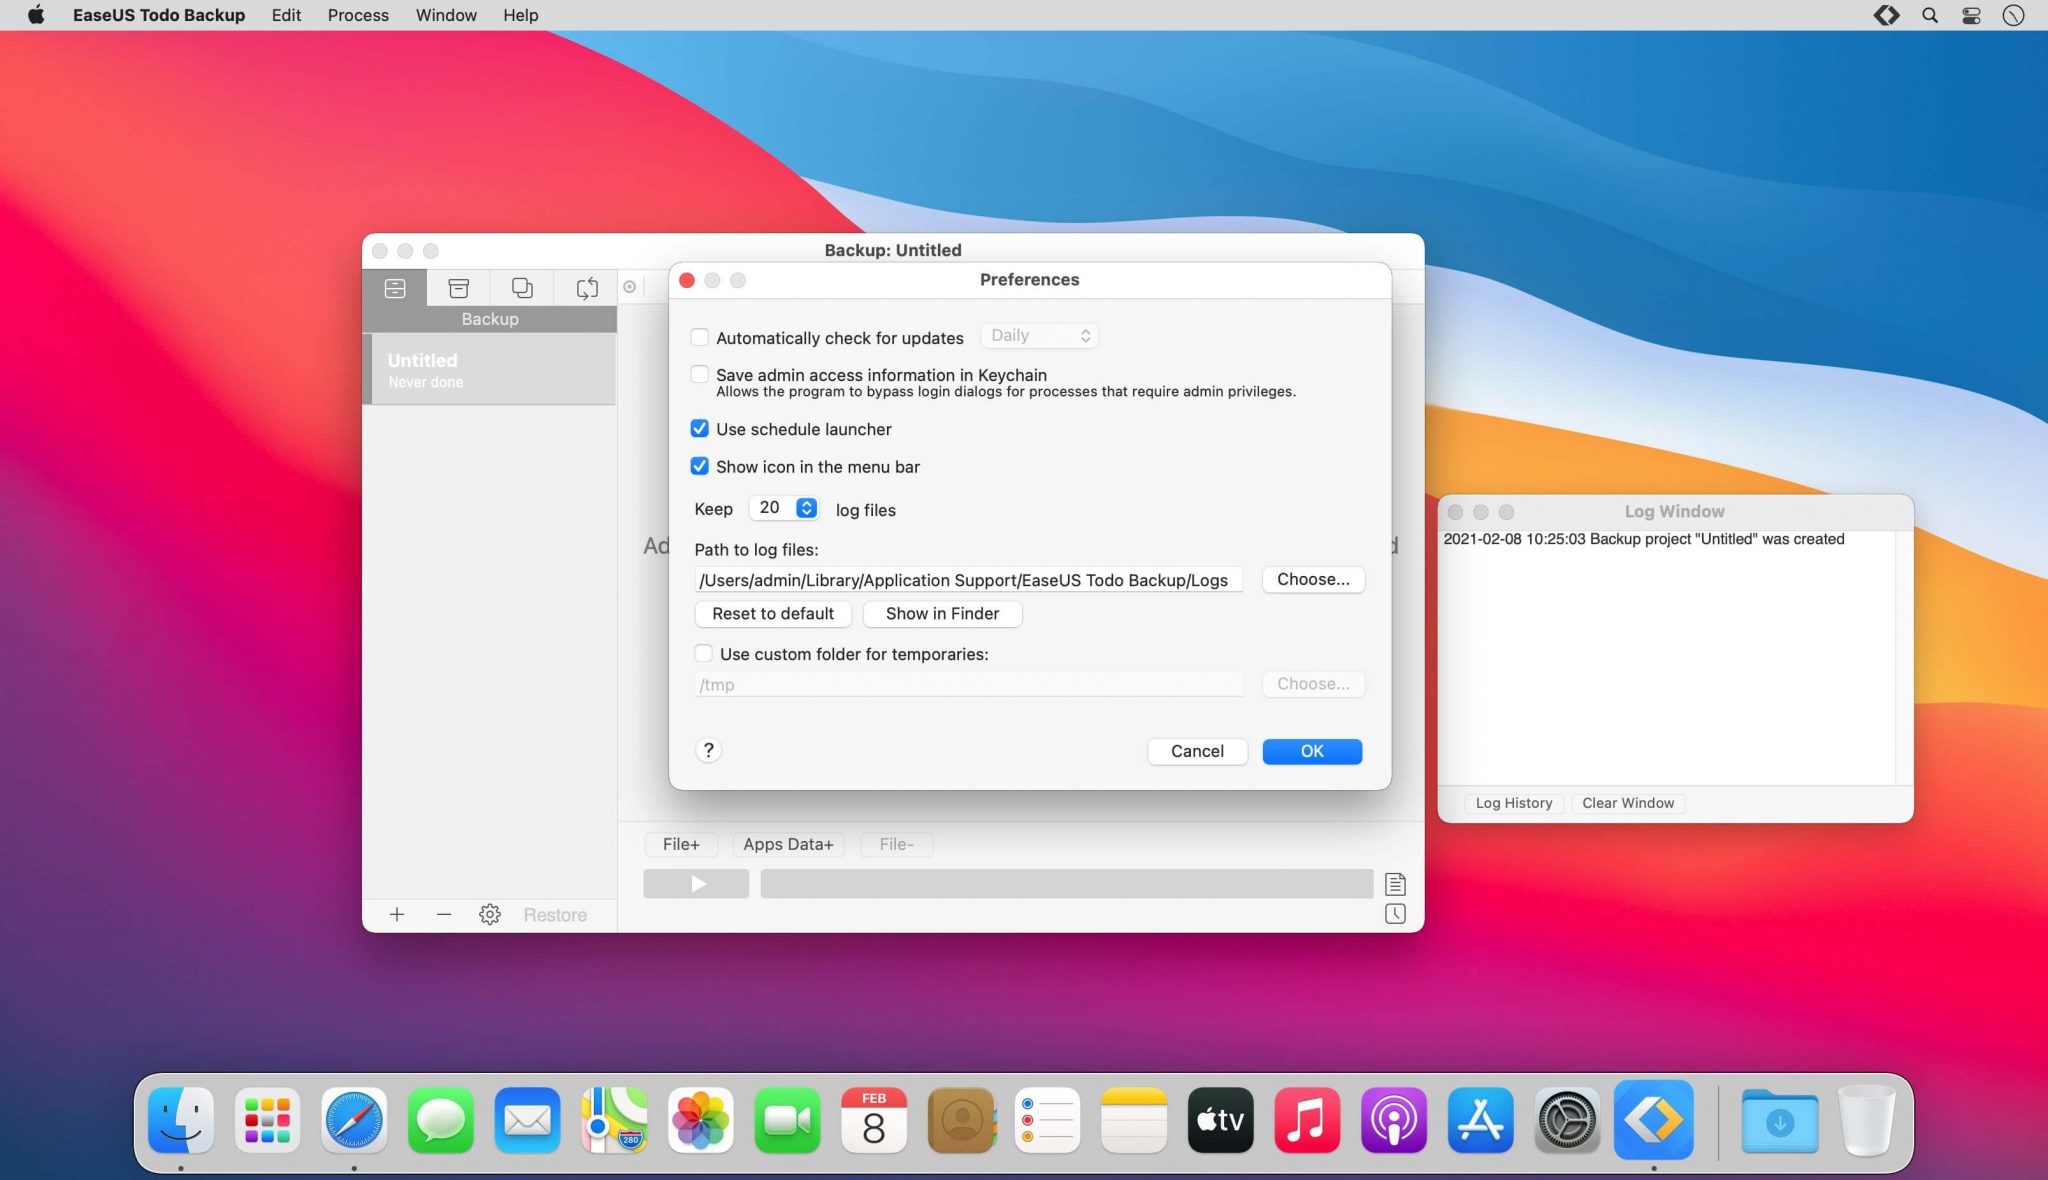 EaseUS Todo Backup Edit Process Window Help
Backup: Untitled
Backup
Untitled
Never done
Preferences
Automatically check for updates Daily
Save admin access information in Keychain
Allows the program to bypass login dialogs for processes that require admin privileges.
Use schedule launcher
Show icon in the menu bar
Keep 20 log files
Path to log files:
/Users/admin/Library/Application Support/EaseUS Todo Backup/Logs Choose...
Reset to default Show in Finder
Use custom folder for temporaries:
/tmp Choose...
? Cancel OK
Ad d
File+ Apps Data+ File-
Restore
Log Window
2021-02-08 10:25:03 Backup project "Untitled" was created
Log History Clear Window
280
FEB
8
tv